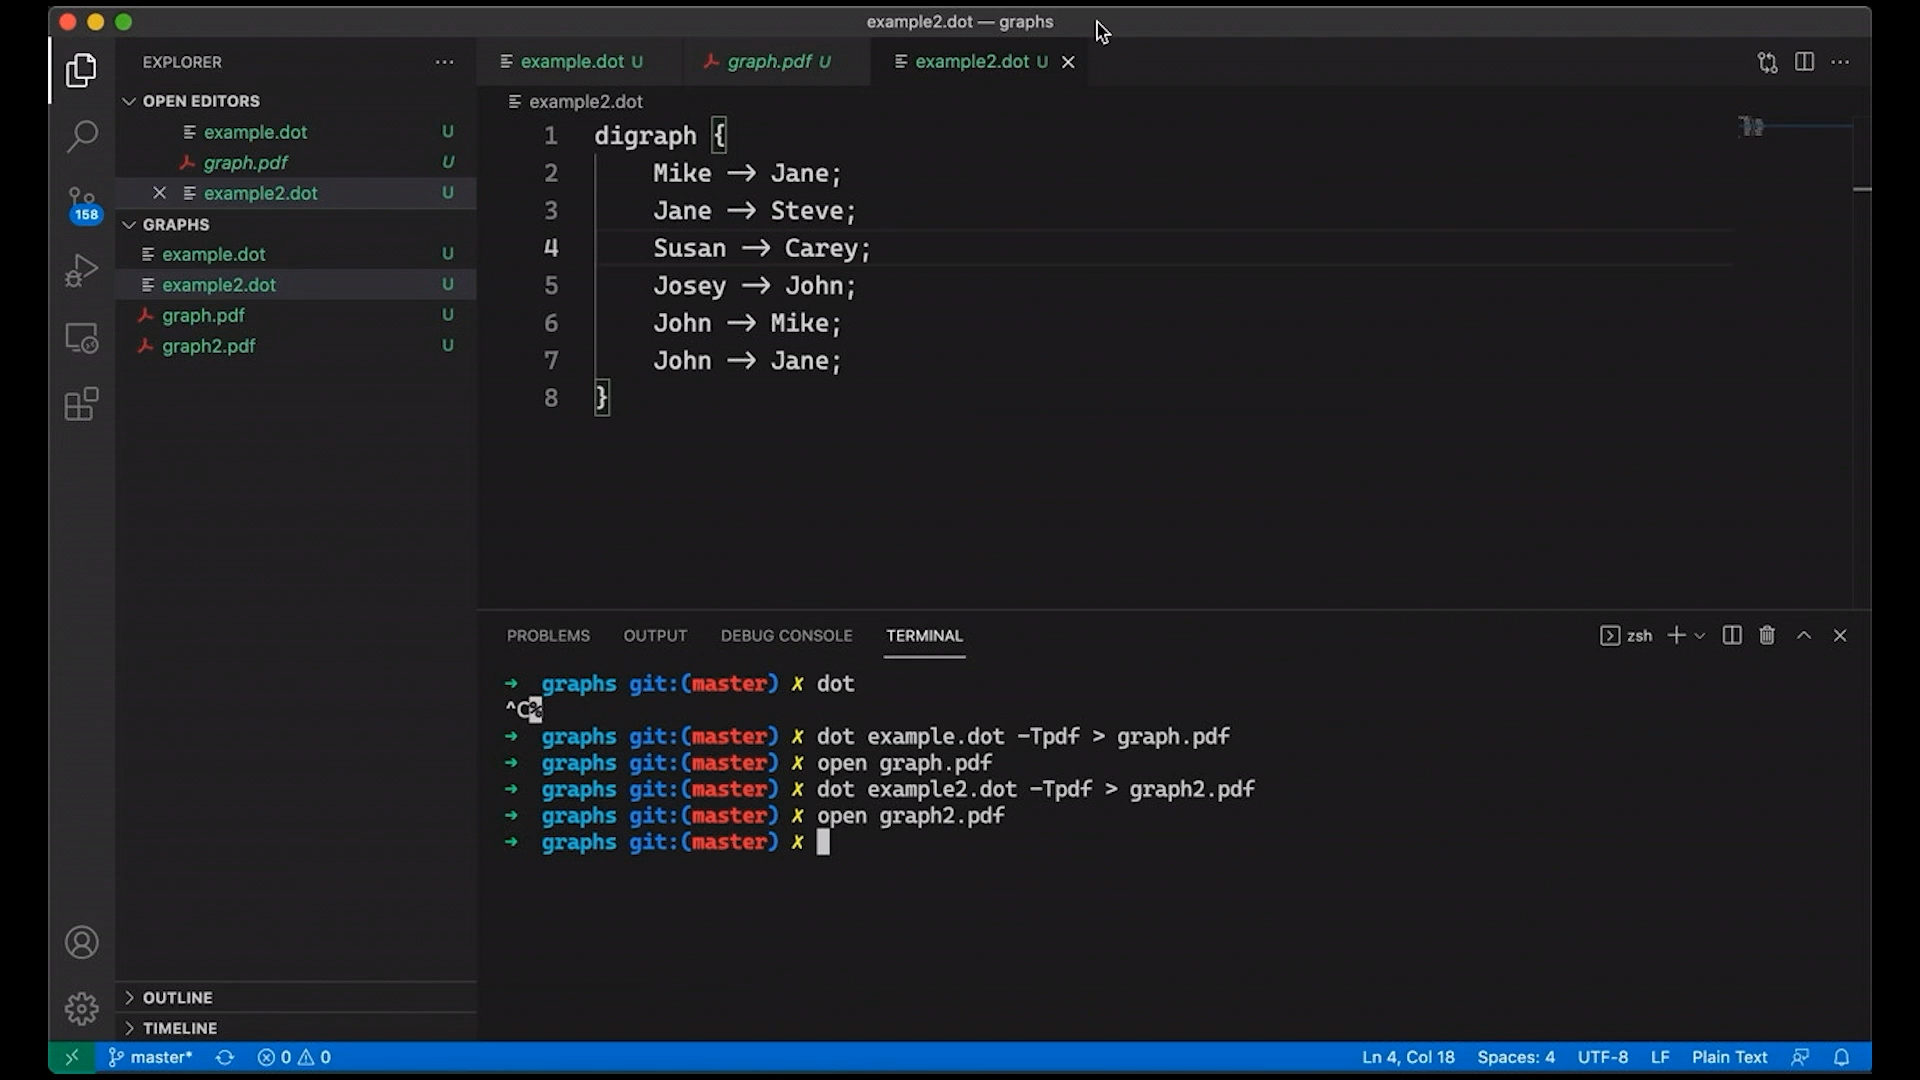 example2.dot — graphs
EXPLORER
OPEN EDITORS
example.dot U
graph.pdf U
example2.dot U
GRAPHS
example.dot U
example2.dot U
graph.pdf U
graph2.pdf U
158
OUTLINE
TIMELINE
example.dot U
graph.pdf U
example2.dot U
example2.dot
1 digraph {
2 Mike -> Jane;
3 Jane -> Steve;
4 Susan -> Carey;
5 Josey -> John;
6 John -> Mike;
7 John -> Jane;
8 }
PROBLEMS OUTPUT DEBUG CONSOLE TERMINAL
zsh
➜ graphs git:(master) ✗ dot
^C%
➜ graphs git:(master) ✗ dot example.dot -Tpdf > graph.pdf
➜ graphs git:(master) ✗ open graph.pdf
➜ graphs git:(master) ✗ dot example2.dot -Tpdf > graph2.pdf
➜ graphs git:(master) ✗ open graph2.pdf
➜ graphs git:(master) ✗
master* 0 0 Ln 4, Col 18 Spaces: 4 UTF-8 LF Plain Text